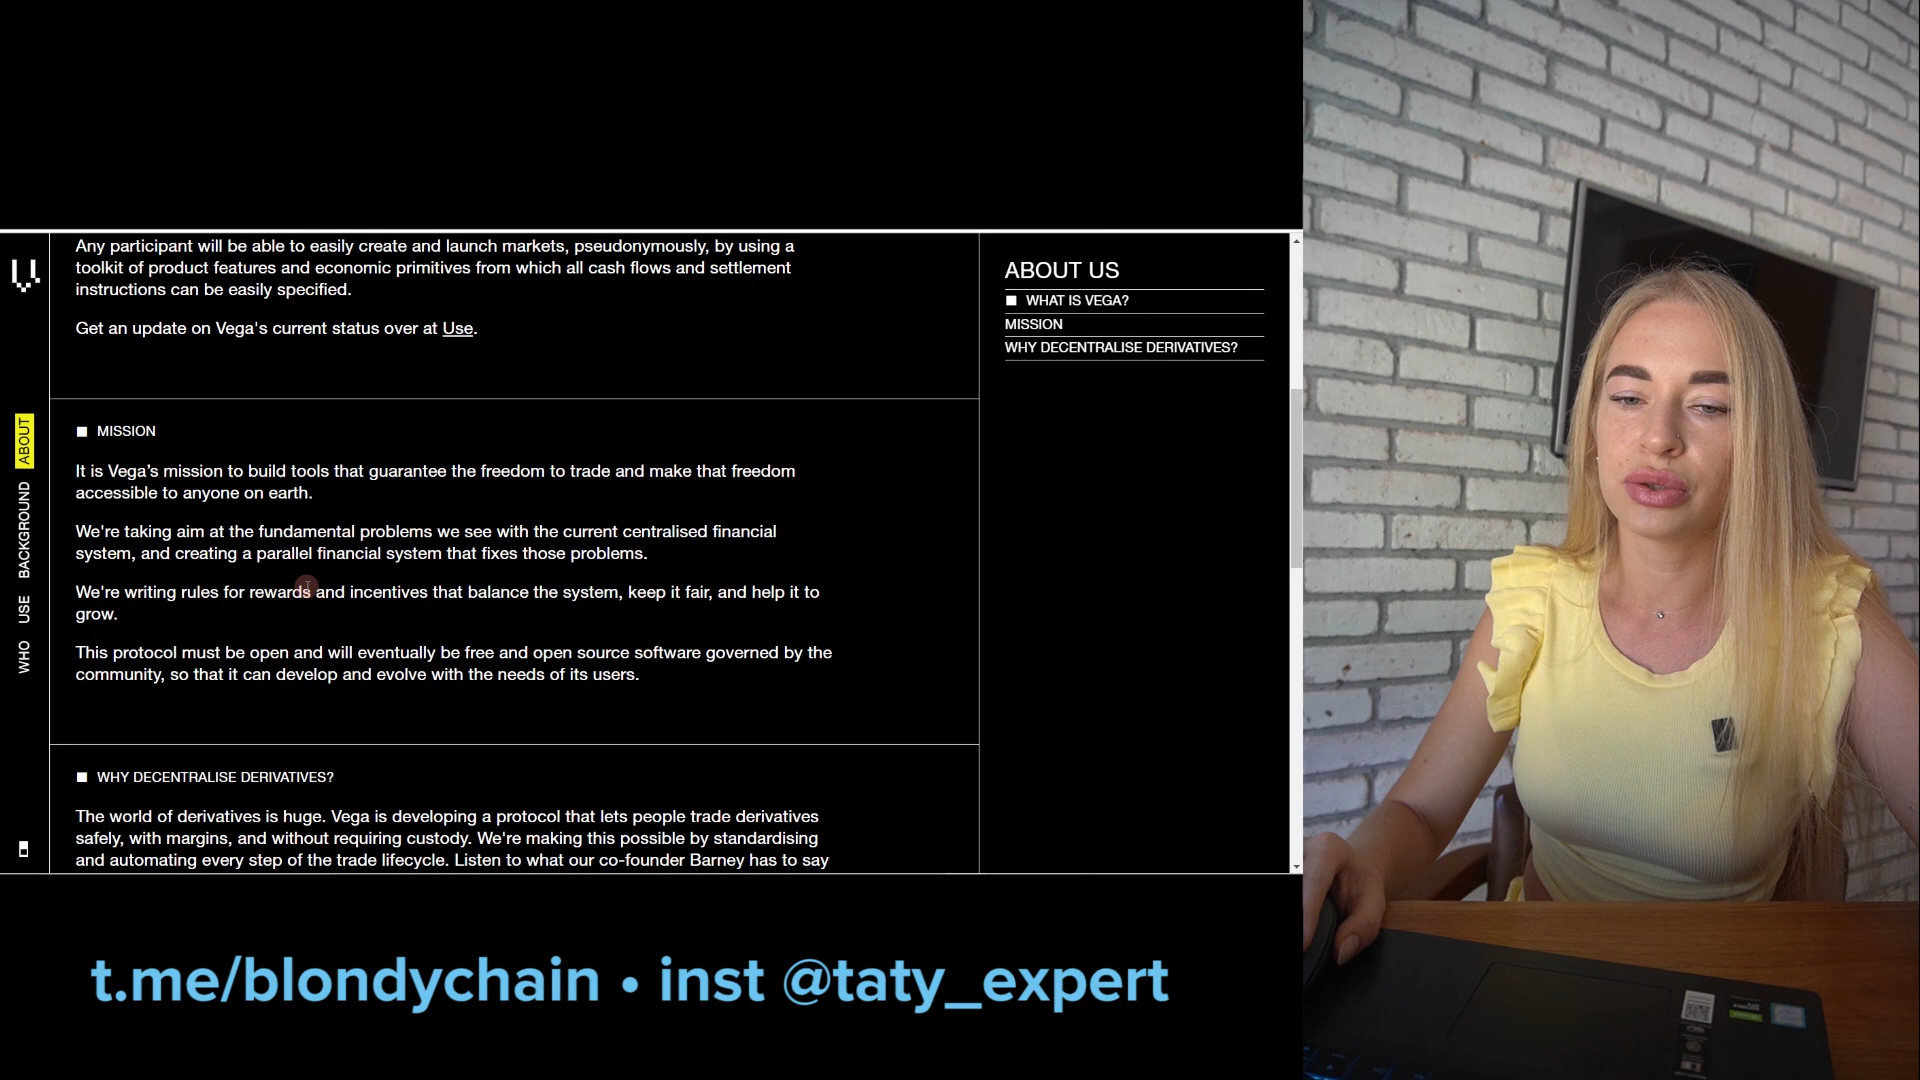 Any participant will be able to easily create and launch markets, pseudonymously, by using a
toolkit of product features and economic primitives from which all cash flows and settlement
instructions can be easily specified.
Get an update on Vega's current status over at Use.
MISSION
It is Vega’s mission to build tools that guarantee the freedom to trade and make that freedom
accessible to anyone on earth.
We're taking aim at the fundamental problems we see with the current centralised financial
system, and creating a parallel financial system that fixes those problems.
We're writing rules for rewards and incentives that balance the system, keep it fair, and help it to
grow.
This protocol must be open and will eventually be free and open source software governed by the
community, so that it can develop and evolve with the needs of its users.
WHY DECENTRALISE DERIVATIVES?
The world of derivatives is huge. Vega is developing a protocol that lets people trade derivatives
safely, with margins, and without requiring custody. We're making this possible by standardising
and automating every step of the trade lifecycle. Listen to what our co-founder Barney has to say
ABOUT US
WHAT IS VEGA?
MISSION
WHY DECENTRALISE DERIVATIVES?
WHO
USE
BACKGROUND
ABOUT
t.me/blondychain • inst @taty_expert